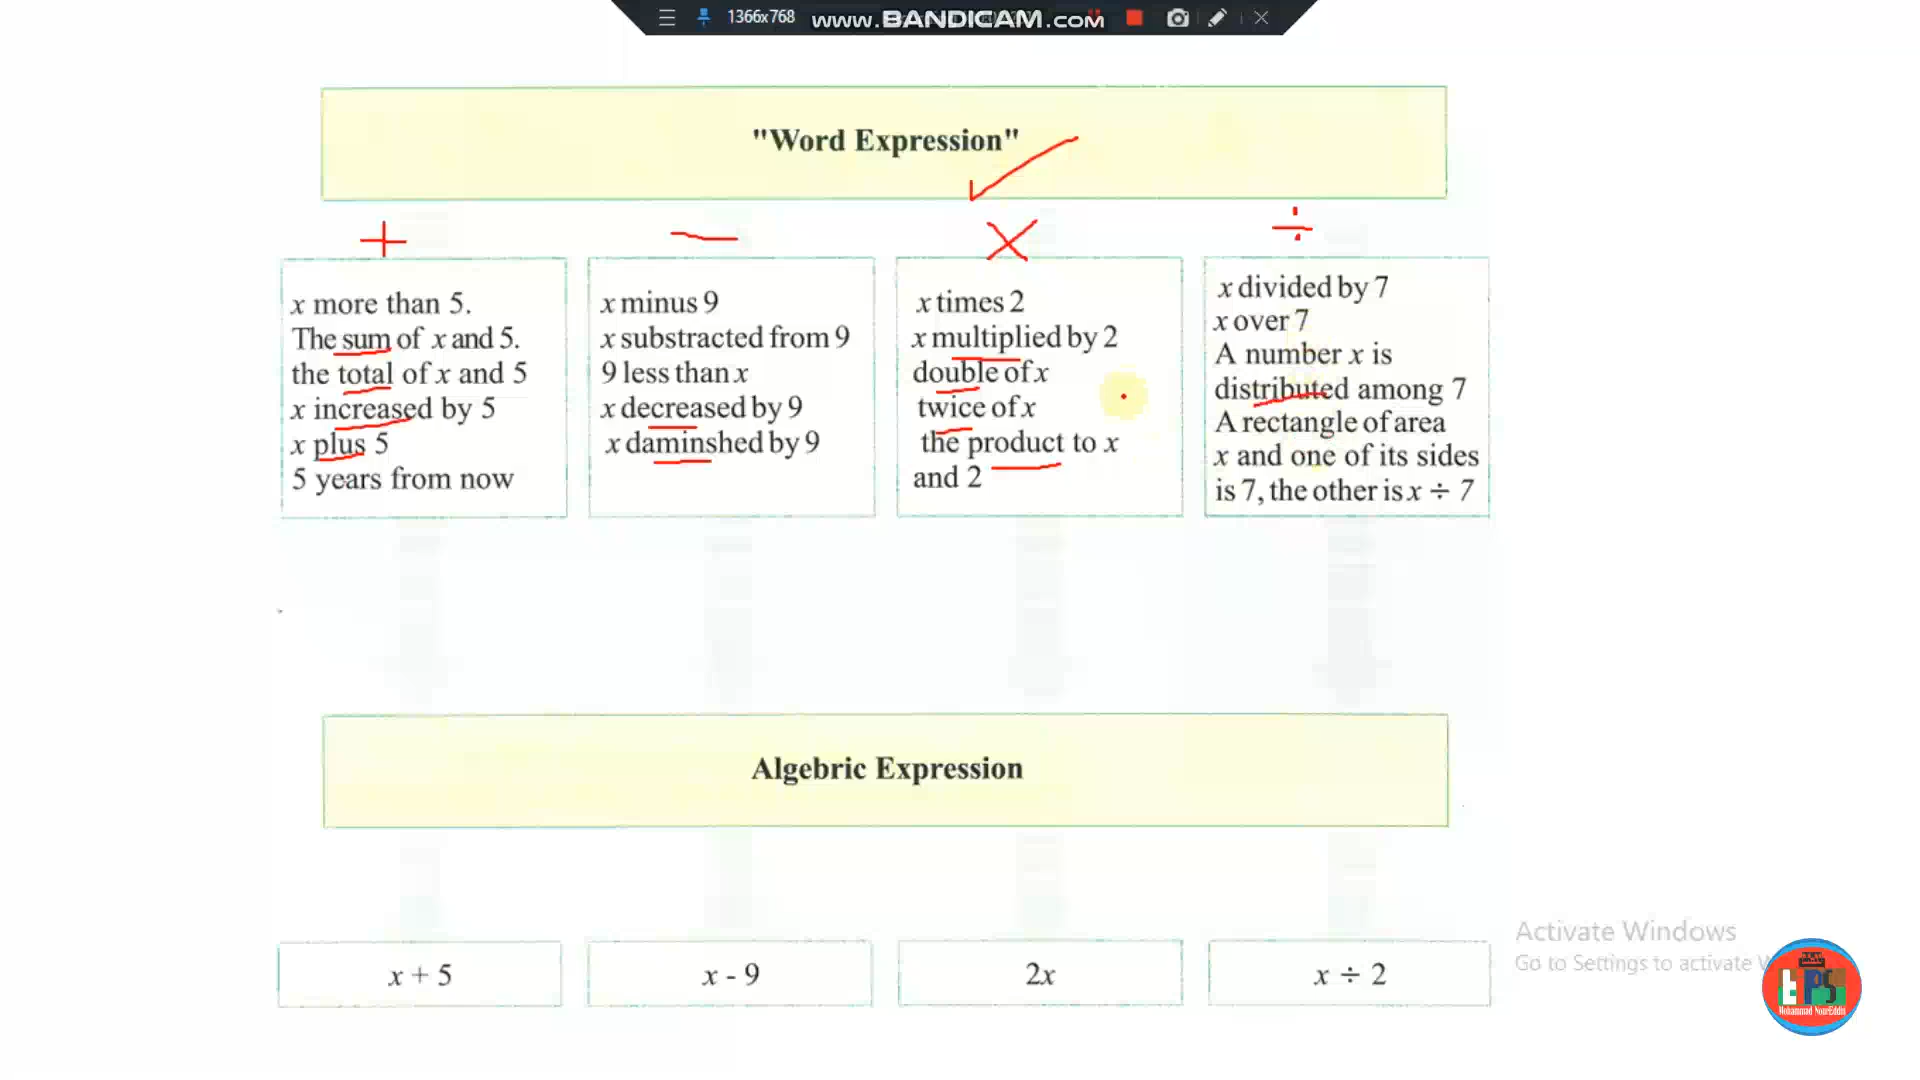 1366x768
www.BANDICAM.com
"Word Expression"
+
−
×
÷
x more than 5.
The sum of x and 5.
the total of x and 5
x increased by 5
x plus 5
5 years from now
x minus 9
x substracted from 9
9 less than x
x decreased by 9
x daminshed by 9
x times 2
x multiplied by 2
double of x
twice of x
the product to x
and 2
x divided by 7
x over 7
A number x is
distributed among 7
A rectangle of area
x and one of its sides
is 7, the other is x ÷ 7
Algebric Expression
x + 5
x - 9
2x
x ÷ 2
Activate Windows
Go to Settings to activate W
EPS
Mohammad NourEddin